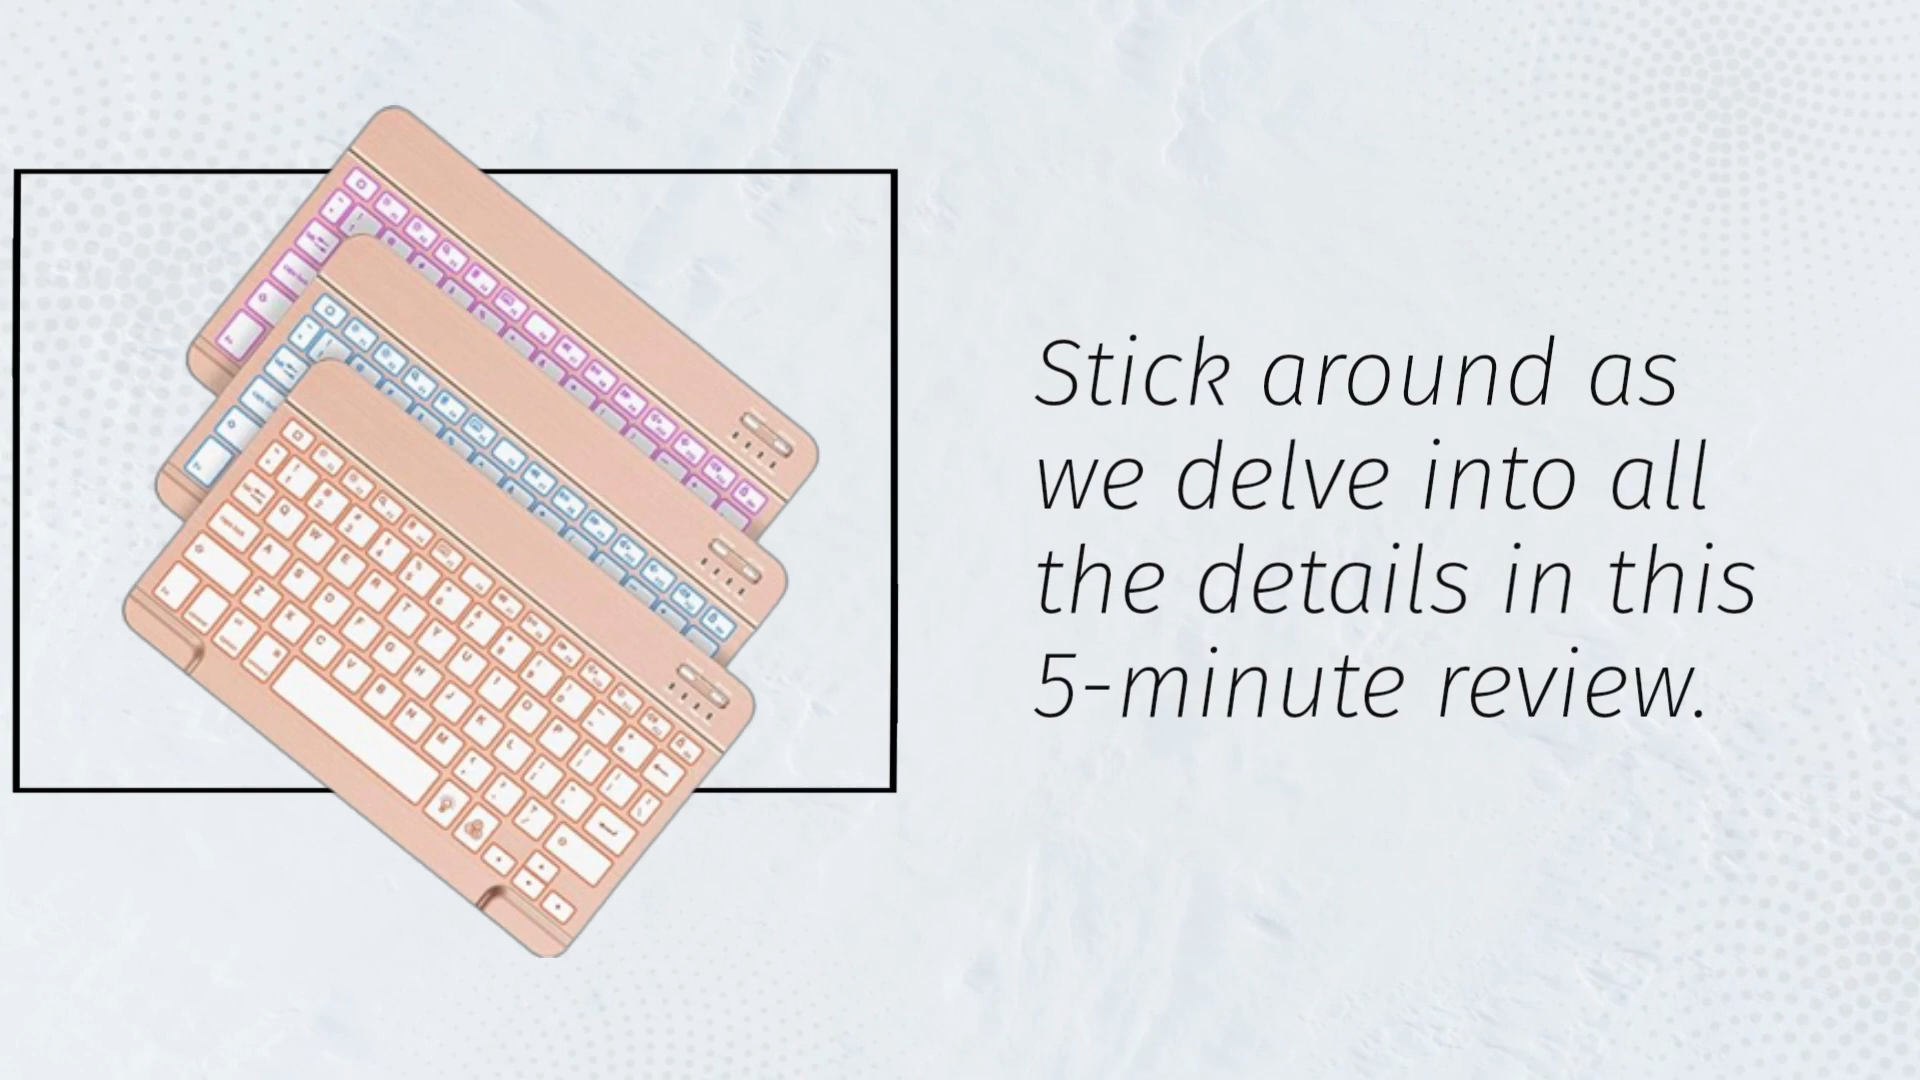 Stick around as
we delve into all
the details in this
5-minute review.